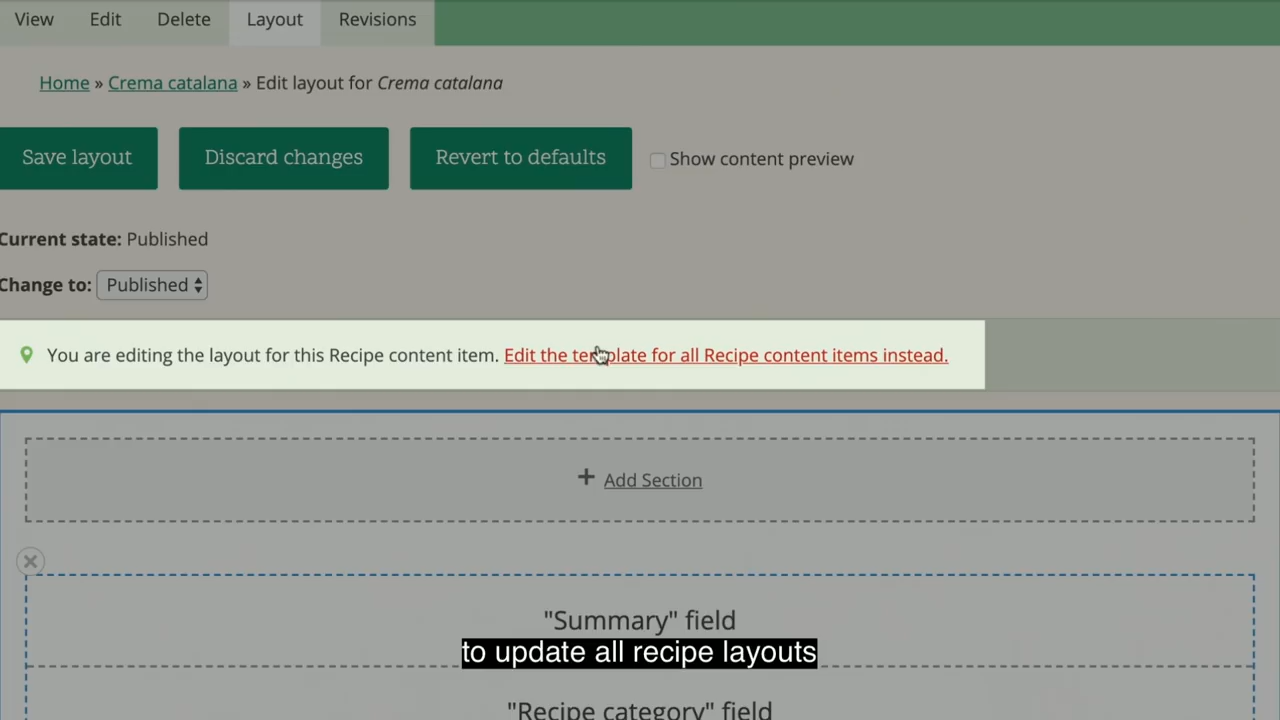 View Edit Delete Layout Revisions
Home » Crema catalana » Edit layout for Crema catalana
Save layout Discard changes Revert to defaults Show content preview
Current state: Published
Change to: Published
You are editing the layout for this Recipe content item. Edit the template for all Recipe content items instead.
+ Add Section
"Summary" field
to update all recipe layouts
"Recipe category" field